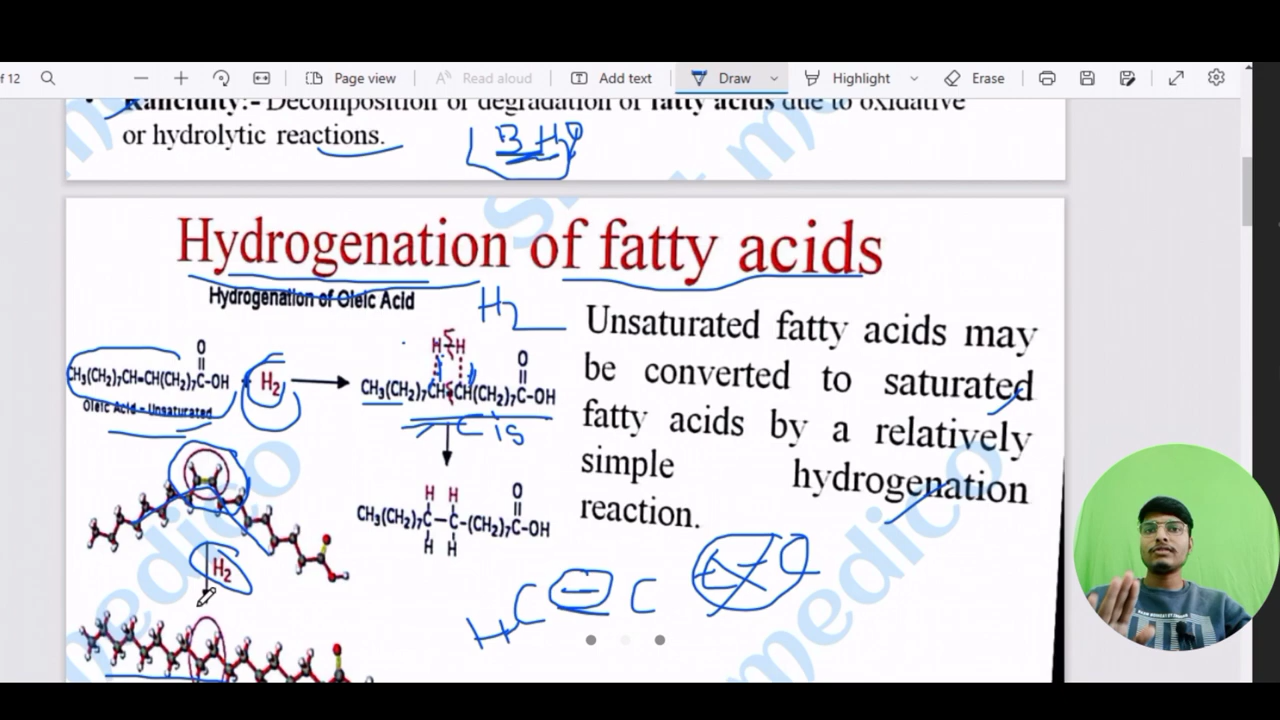 of 12
Page view
Read aloud
Add text
Draw
Highlight
Erase
Rancidity:- Decomposition or degradation of fatty acids due to oxidative
or hydrolytic reactions.
Hydrogenation of fatty acids
Hydrogenation of Oleic Acid
H2
Unsaturated fatty acids may
be converted to saturated
fatty acids by a relatively
simple hydrogenation
reaction.
O
CH₃(CH₂)₇CH=CH(CH₂)₇C-OH
H₂
Oleic Acid - Unsaturated
H H
O
CH₃(CH₂)₇CH CH(CH₂)₇C-OH
Cis
H H O
CH₃(CH₂)₇C-C-(CH₂)₇C-OH
H H
H₂
HC = C
medico